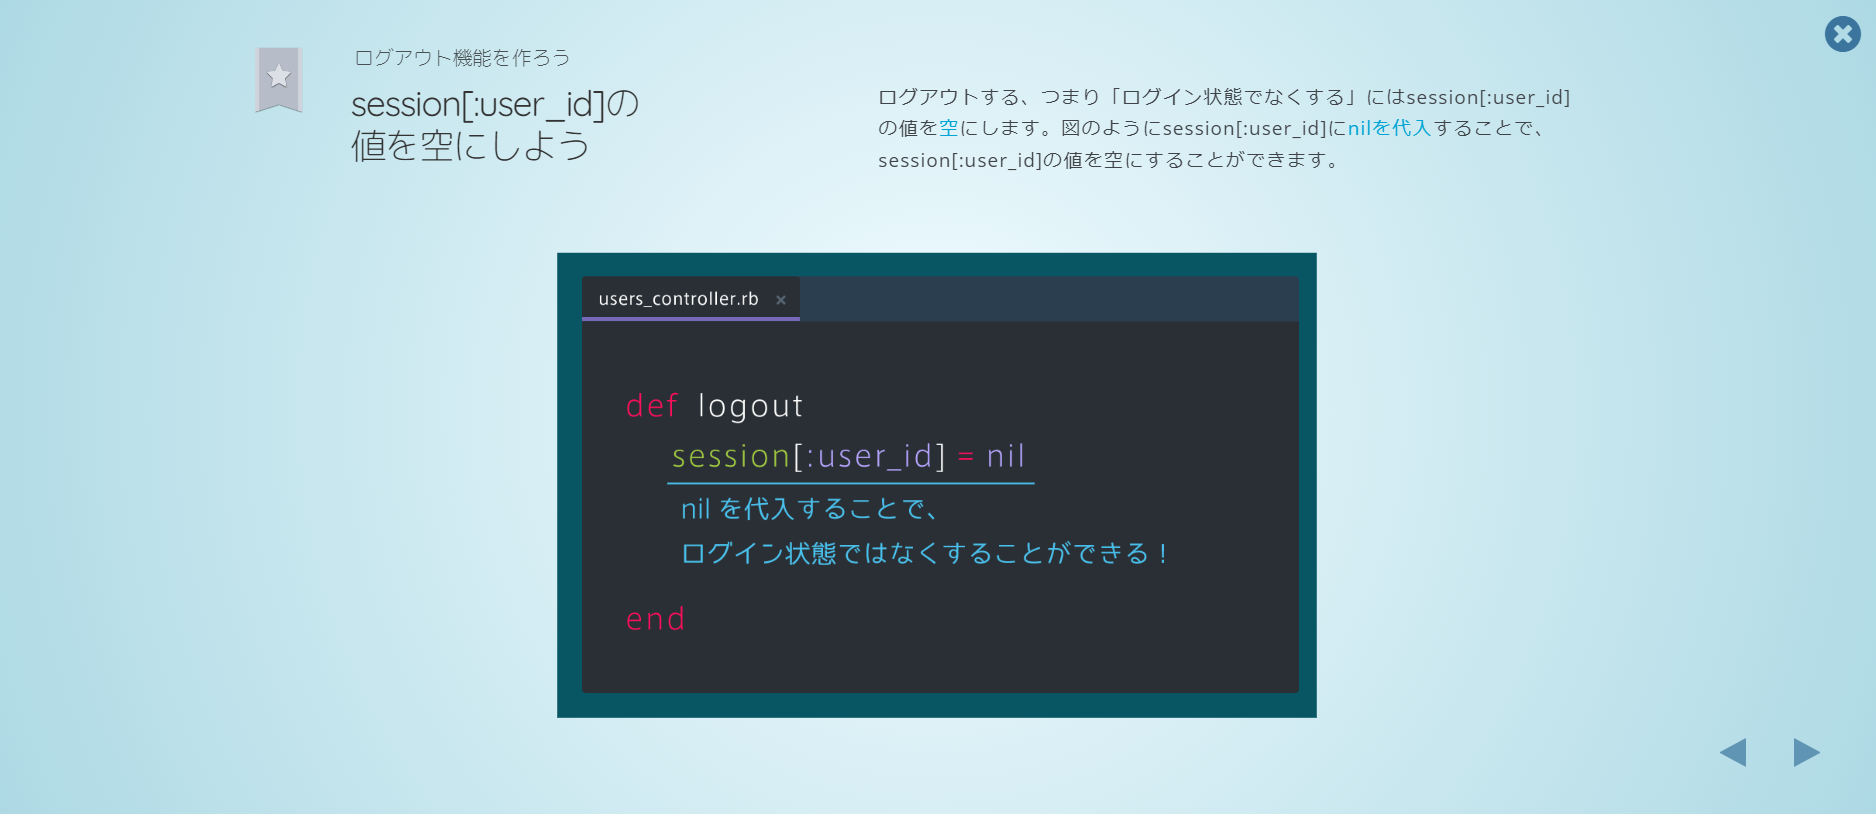 ログアウト機能を作ろう
session[:user_id]の
値を空にしよう
ログアウトする、つまり「ログイン状態でなくする」にはsession[:user_id]
の値を空にします。図のようにsession[:user_id]にnilを代入することで、
session[:user_id]の値を空にすることができます。
users_controller.rb ×
def logout
session[:user_id] = nil
nil を代入することで、
ログイン状態ではなくすることができる！
end